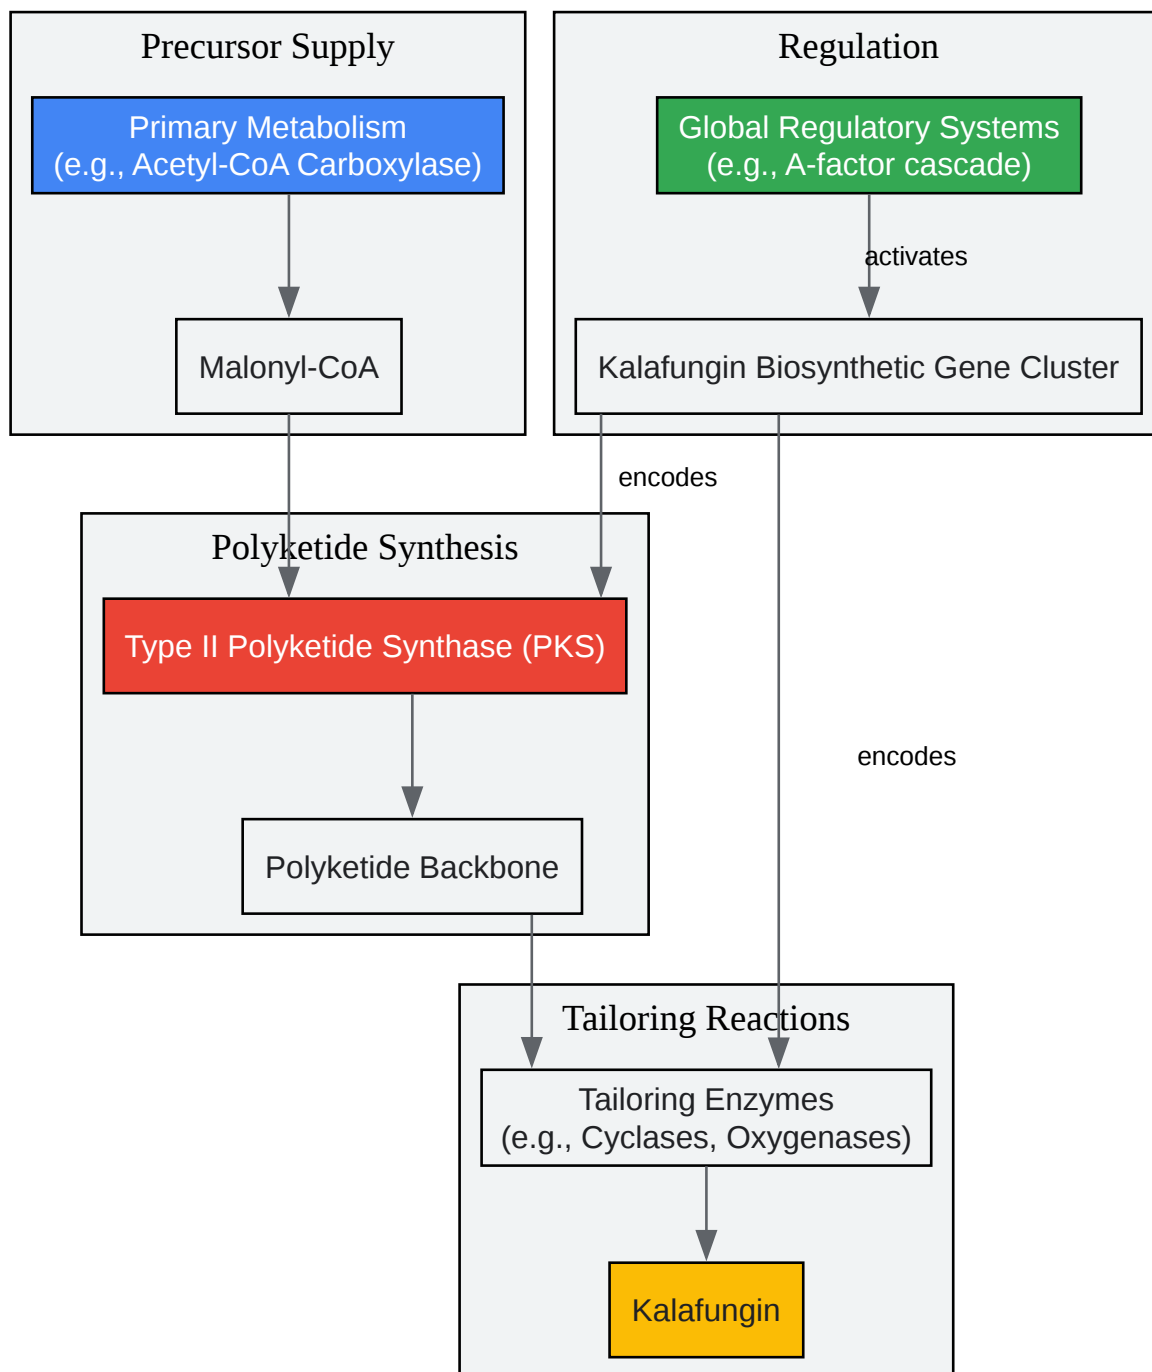 Precursor Supply
Primary Metabolism
(e.g., Acetyl-CoA Carboxylase)
Malonyl-CoA
Regulation
Global Regulatory Systems
(e.g., A-factor cascade)
activates
Kalafungin Biosynthetic Gene Cluster
encodes
Polyketide Synthesis
Type II Polyketide Synthase (PKS)
Polyketide Backbone
encodes
Tailoring Reactions
Tailoring Enzymes
(e.g., Cyclases, Oxygenases)
Kalafungin